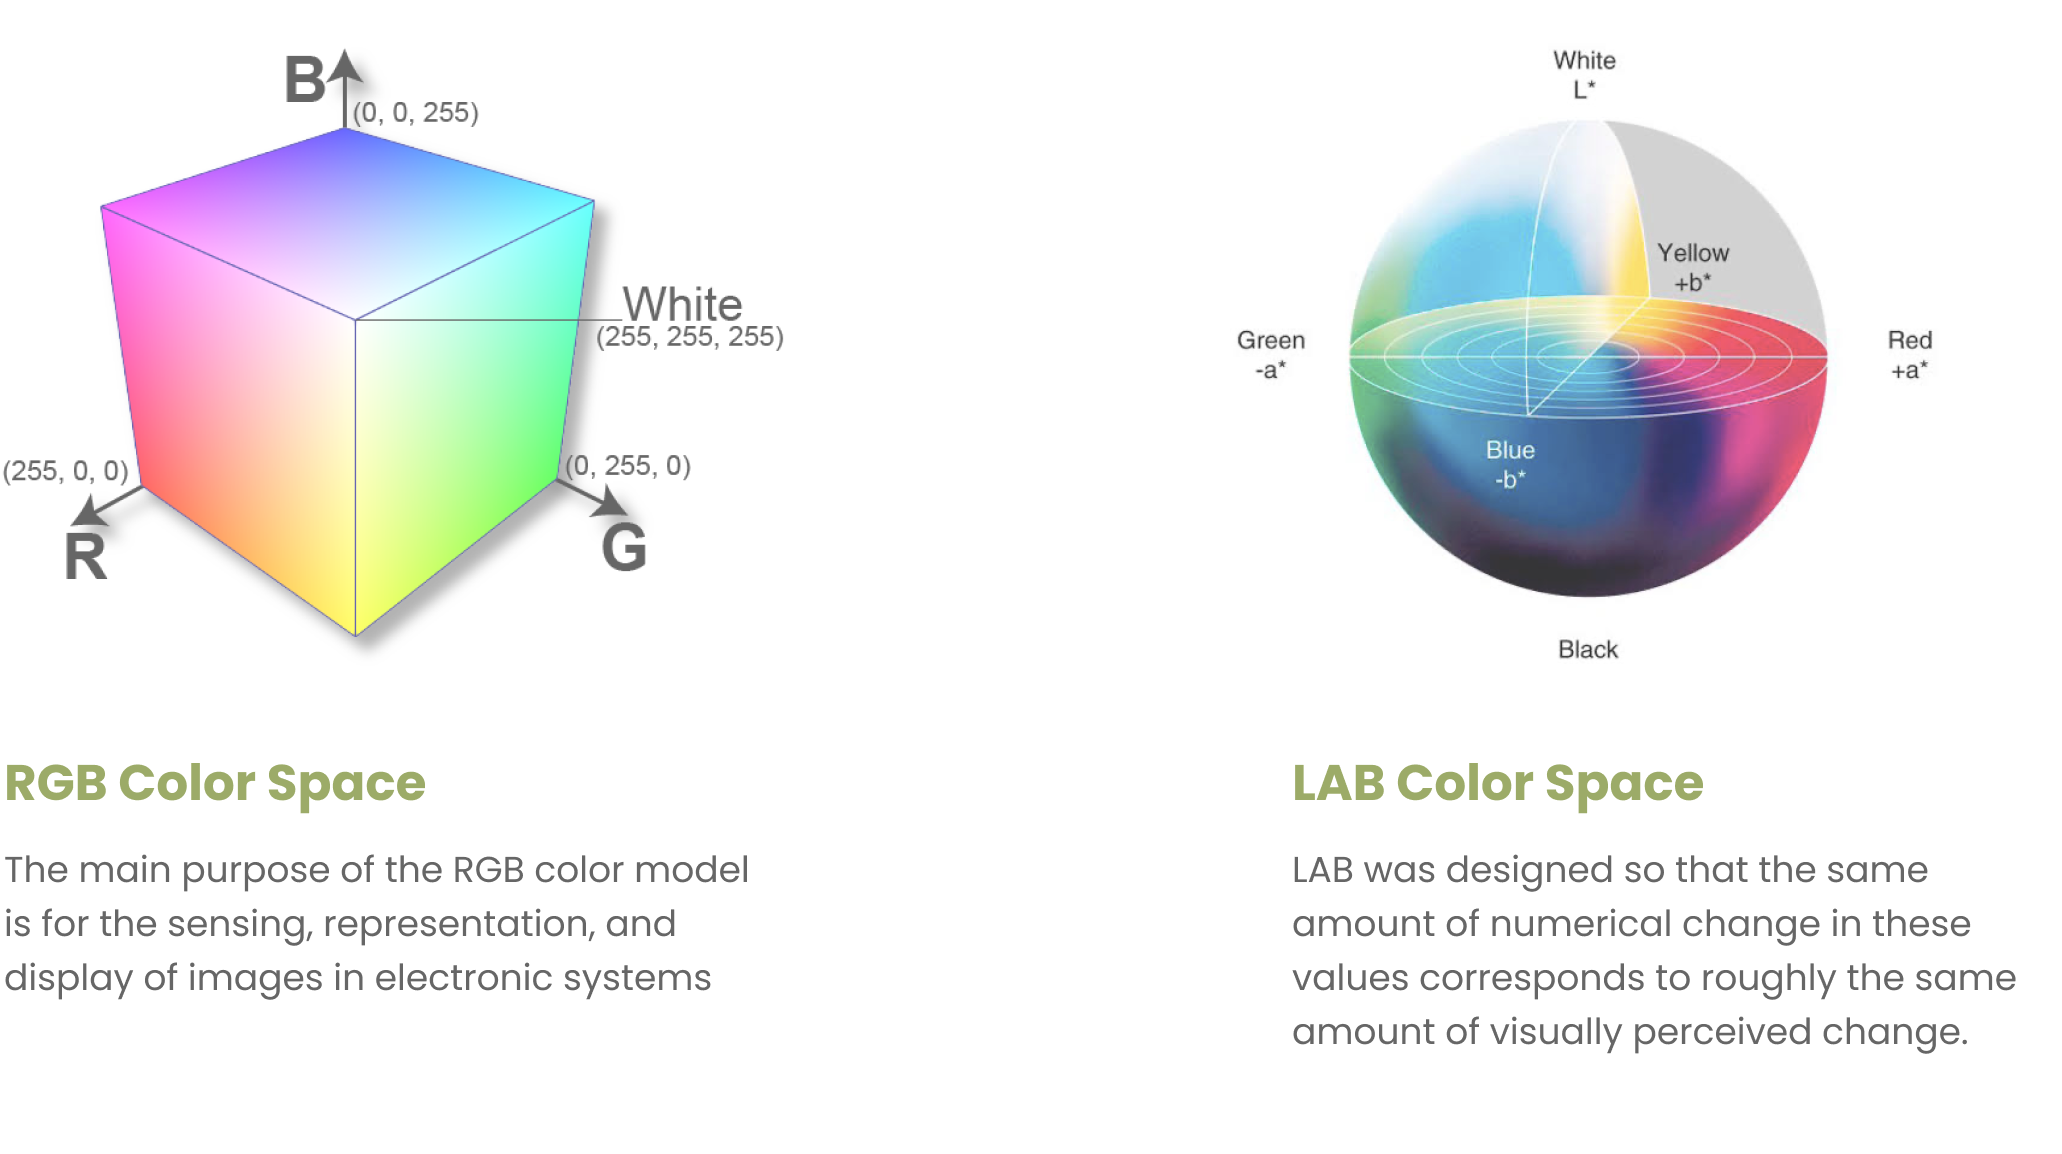 B
(0, 0, 255)
White
(255, 255, 255)
(255, 0, 0)
(0, 255, 0)
R
G
White
L*
Yellow
+b*
Green
-a*
Red
+a*
Blue
-b*
Black
RGB Color Space
The main purpose of the RGB color model
is for the sensing, representation, and
display of images in electronic systems
LAB Color Space
LAB was designed so that the same
amount of numerical change in these
values corresponds to roughly the same
amount of visually perceived change.